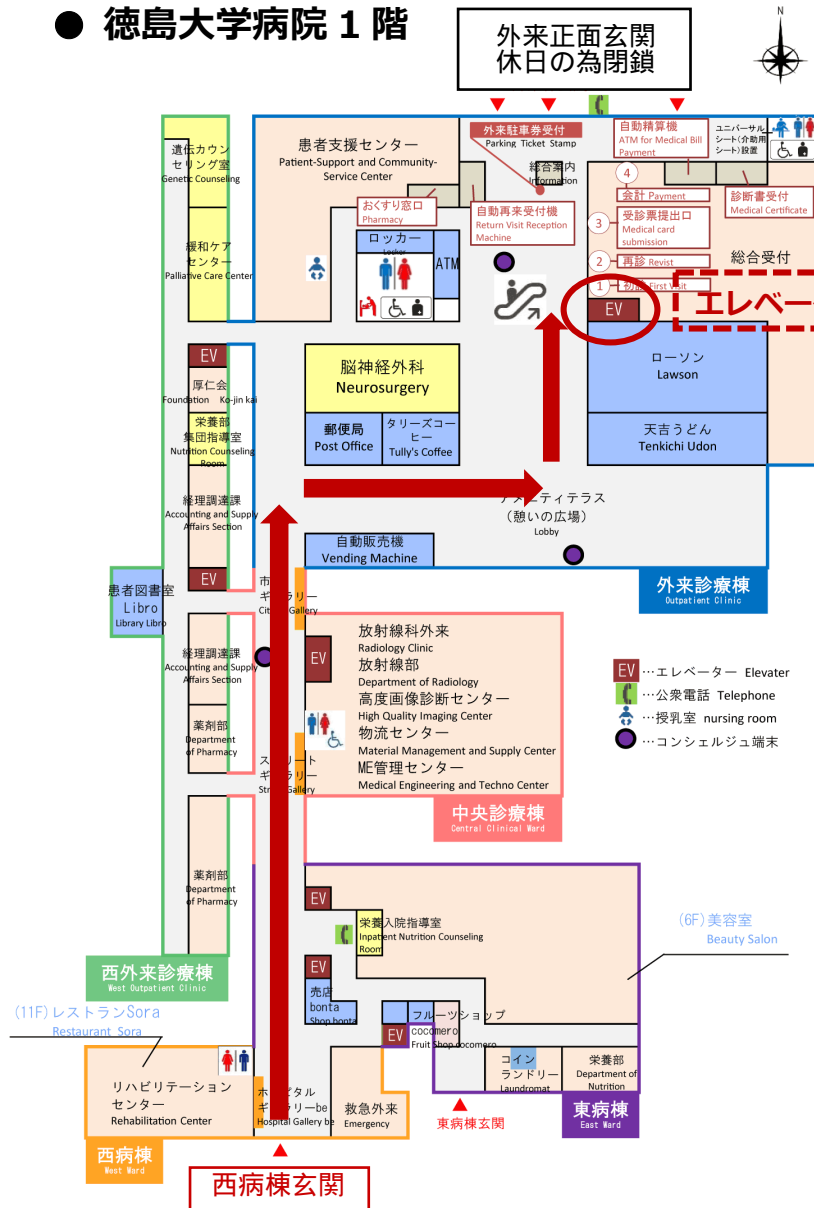 ● 徳島大学病院 1 階
外来正面玄関
休日の為閉鎖
N
遺伝カウン
セリング室
Genetic Counseling
患者支援センター
Patient-Support and Community-
Service Center
外来駐車券受付
Parking Ticket Stamp
総合案内
Information
自動精算機
ATM for Medical Bill
Payment
ユニバーサル
シート(介助用
シート)設置
おくすり窓口
Pharmacy
自動再来受付機
Return Visit Reception
Machine
4
会計 Payment
診断書受付
Medical Certificate
3
受診票提出口
Medical card
submission
2
再診 Revist
1
初診 First Visit
総合受付
緩和ケア
センター
Palliative Care Center
ロッカー
Locker
ATM
EV
エレベー
EV
厚仁会
Foundation Ko-jin kai
脳神経外科
Neurosurgery
ローソン
Lawson
栄養部
集団指導室
Nutrition Counseling
Room
郵便局
Post Office
タリーズコー
ヒー
Tully's Coffee
天吉うどん
Tenkichi Udon
経理調達課
Accounting and Supply
Affairs Section
アメニティテラス
(憩いの広場)
Lobby
自動販売機
Vending Machine
EV
患者図書室
Libro
Library Libro
市
ギャラリー
Gallery
外来診療棟
Outpatient Clinic
経理調達課
Accounting and Supply
Affairs Section
EV
放射線科外来
Radiology Clinic
放射線部
Department of Radiology
高度画像診断センター
High Quality Imaging Center
物流センター
Material Management and Supply Center
ME管理センター
Medical Engineering and Techno Center
EV …エレベーター Elevater
…公衆電話 Telephone
…授乳室 nursing room
…コンシェルジュ端末
薬剤部
Department
of Pharmacy
ストリート
ギャラリー
Gallery
中央診療棟
Central Clinical Ward
薬剤部
Department
of Pharmacy
EV
栄養入院指導室
Inpatient Nutrition Counseling
Room
(6F)美容室
Beauty Salon
西外来診療棟
West Outpatient Clinic
EV
売店
bonta
Shop bonta
フルーツショップ
cocomero
Fruit Shop cocomero
EV
(11F)レストランSora
Restaurant Sora
リハビリテーション
センター
Rehabilitation Center
ホスピタル
ギャラリーbe
Hospital Gallery be
救急外来
Emergency
コイン
ランドリー
Laundromat
栄養部
Department of
Nutrition
東病棟玄関
東病棟
East Ward
西病棟
West Ward
西病棟玄関